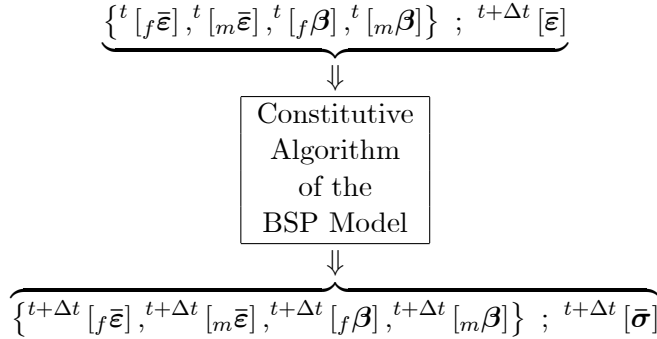 {ᵗ [_f ε̄] ,ᵗ [_m ε̄] ,ᵗ [_f β] ,ᵗ [_m β]} ; ᵗ⁺ᐞᵗ [ε̄]
⇓
Constitutive
Algorithm
of the
BSP Model
⇓
{ᵗ⁺ᐞᵗ [_f ε̄] ,ᵗ⁺ᐞᵗ [_m ε̄] ,ᵗ⁺ᐞᵗ [_f β] ,ᵗ⁺ᐞᵗ [_m β]} ; ᵗ⁺ᐞᵗ [σ̄]